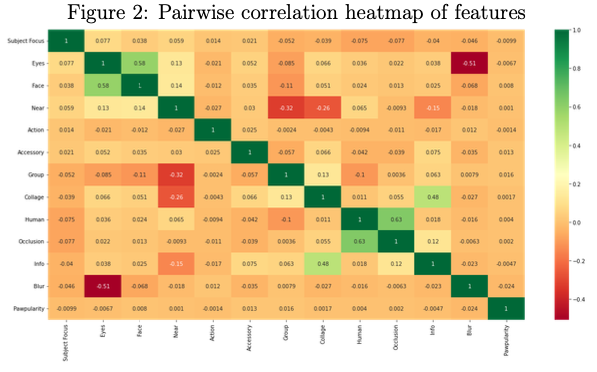 Figure 2: Pairwise correlation heatmap of features
Subject Focus 1 0.077 0.038 0.059 0.014 0.021 -0.052 -0.039 -0.075 -0.077 -0.04 -0.046 -0.0099
Eyes 0.077 1 0.58 0.13 -0.021 0.052 -0.085 0.066 0.036 0.022 0.038 -0.51 -0.0067
Face 0.038 0.58 1 0.14 -0.012 0.035 -0.11 0.051 0.024 0.013 0.025 -0.068 0.008
Near 0.059 0.13 0.14 1 -0.027 0.03 -0.32 -0.26 0.065 -0.0093 -0.15 -0.018 0.001
Action 0.014 -0.021 -0.012 -0.027 1 0.025 -0.0024 -0.0043 -0.0094 -0.011 -0.017 0.012 -0.0014
Accessory 0.021 0.052 0.035 0.03 0.025 1 -0.057 0.066 -0.042 -0.039 0.075 -0.035 0.013
Group -0.052 -0.085 -0.11 -0.32 -0.0024 -0.057 1 0.13 -0.1 0.0036 0.063 0.0079 0.016
Collage -0.039 0.066 0.051 -0.26 -0.0043 0.066 0.13 1 0.011 0.055 0.48 -0.027 0.0017
Human -0.075 0.036 0.024 0.065 -0.0094 -0.042 -0.1 0.011 1 0.63 0.018 -0.016 0.004
Occlusion -0.077 0.022 0.013 -0.0093 -0.011 -0.039 0.0036 0.055 0.63 1 0.12 -0.0063 0.002
Info -0.04 0.038 0.025 -0.15 -0.017 0.075 0.063 0.48 0.018 0.12 1 -0.023 -0.0047
Blur -0.046 -0.51 -0.068 -0.018 0.012 -0.035 0.0079 -0.027 -0.016 -0.0063 -0.023 1 -0.024
Pawpularity -0.0099 -0.0067 0.008 0.001 -0.0014 0.013 0.016 0.0017 0.004 0.002 -0.0047 -0.024 1
Subject Focus Eyes Face Near Action Accessory Group Collage Human Occlusion Info Blur Pawpularity
1.0
0.8
0.6
0.4
0.2
0.0
−0.2
−0.4